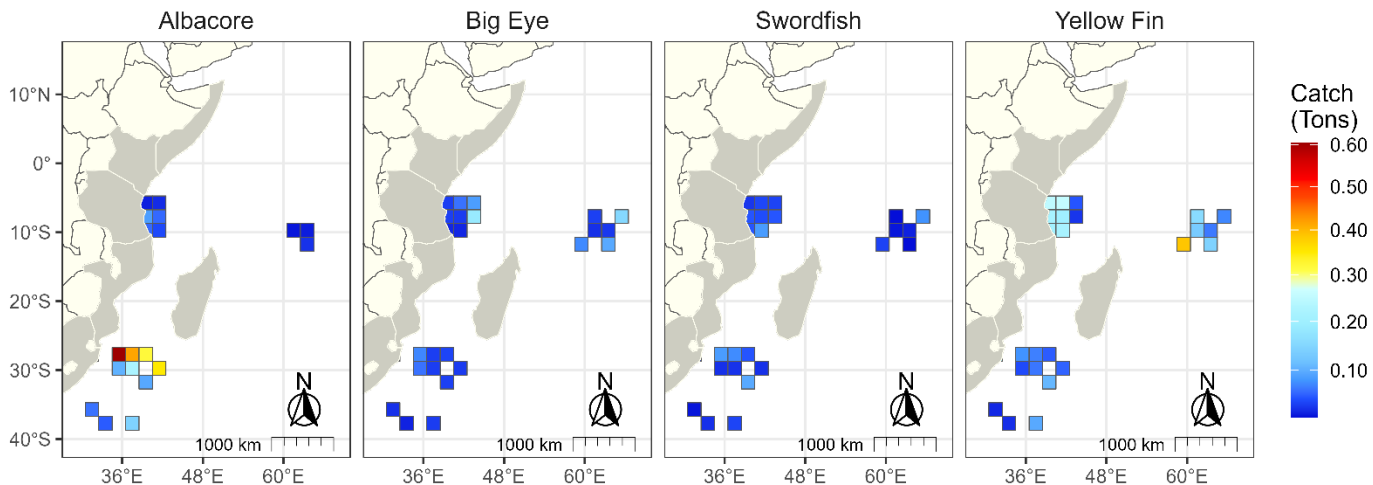 Albacore Big Eye Swordfish Yellow Fin
Catch
(Tons)
0.60
0.50
0.40
0.30
0.20
0.10
10°N
0°
10°S
20°S
30°S
40°S
N N N N
1000 km 1000 km 1000 km 1000 km
36°E 48°E 60°E 36°E 48°E 60°E 36°E 48°E 60°E 36°E 48°E 60°E